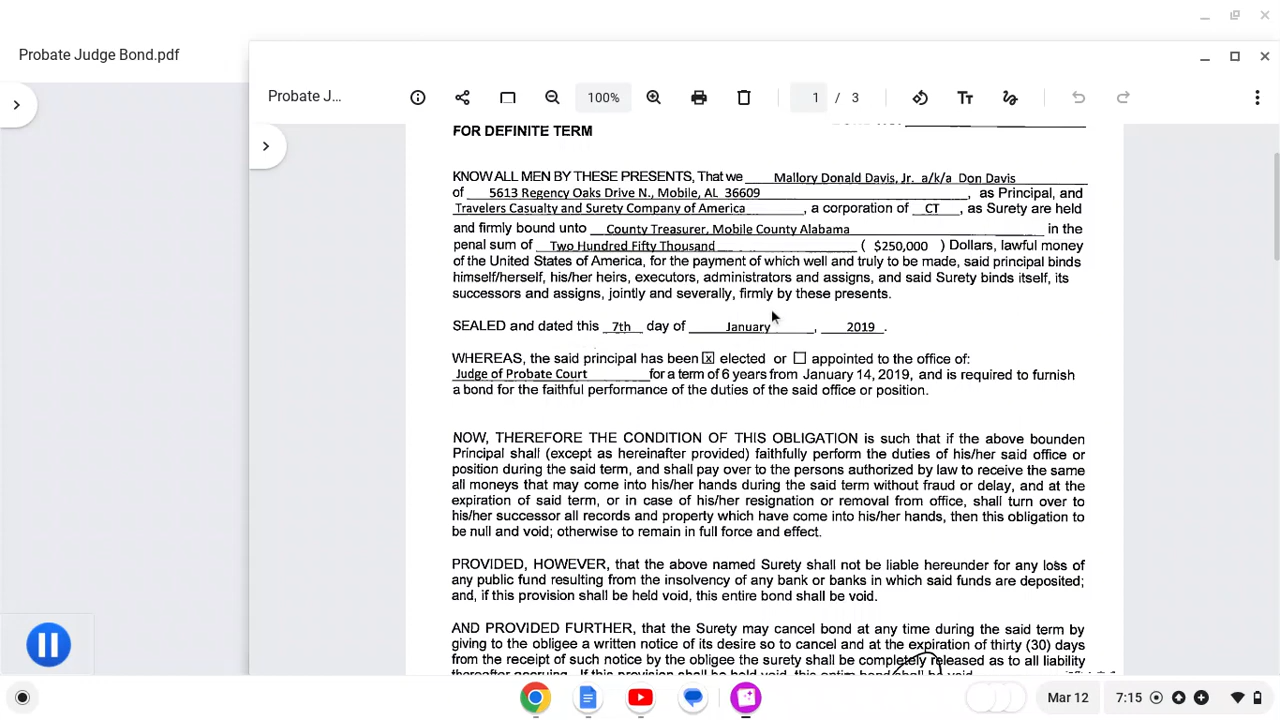 Probate Judge Bond.pdf
Probate J...
100%
1 / 3
FOR DEFINITE TERM
KNOW ALL MEN BY THESE PRESENTS, That we Mallory Donald Davis, Jr. a/k/a Don Davis
of 5613 Regency Oaks Drive N., Mobile, AL 36609, as Principal, and
Travelers Casualty and Surety Company of America, a corporation of CT, as Surety are held
and firmly bound unto County Treasurer, Mobile County Alabama in the
penal sum of Two Hundred Fifty Thousand ( $250,000 ) Dollars, lawful money
of the United States of America, for the payment of which well and truly to be made, said principal binds
himself/herself, his/her heirs, executors, administrators and assigns, and said Surety binds itself, its
successors and assigns, jointly and severally, firmly by these presents.
SEALED and dated this 7th day of January, 2019.
WHEREAS, the said principal has been x elected or appointed to the office of:
Judge of Probate Court for a term of 6 years from January 14, 2019, and is required to furnish
a bond for the faithful performance of the duties of the said office or position.
NOW, THEREFORE THE CONDITION OF THIS OBLIGATION is such that if the above bounden
Principal shall (except as hereinafter provided) faithfully perform the duties of his/her said office or
position during the said term, and shall pay over to the persons authorized by law to receive the same
all moneys that may come into his/her hands during the said term without fraud or delay, and at the
expiration of said term, or in case of his/her resignation or removal from office, shall turn over to
his/her successor all records and property which have come into his/her hands, then this obligation to
be null and void; otherwise to remain in full force and effect.
PROVIDED, HOWEVER, that the above named Surety shall not be liable hereunder for any loss of
any public fund resulting from the insolvency of any bank or banks in which said funds are deposited;
and, if this provision shall be held void, this entire bond shall be void.
AND PROVIDED FURTHER, that the Surety may cancel bond at any time during the said term by
giving to the obligee a written notice of its desire so to cancel and at the expiration of thirty (30) days
from the receipt of such notice by the obligee the surety shall be completely released as to all liability
thereafter accruing. If this provision shall be held void, this entire bond shall be void.
Mar 12
7:15